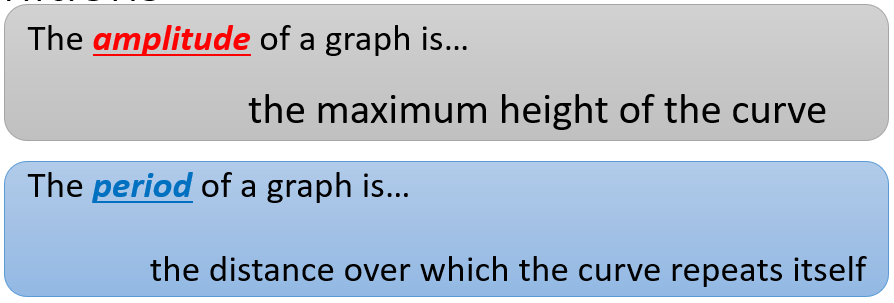 The amplitude of a graph is...
the maximum height of the curve
The period of a graph is...
the distance over which the curve repeats itself